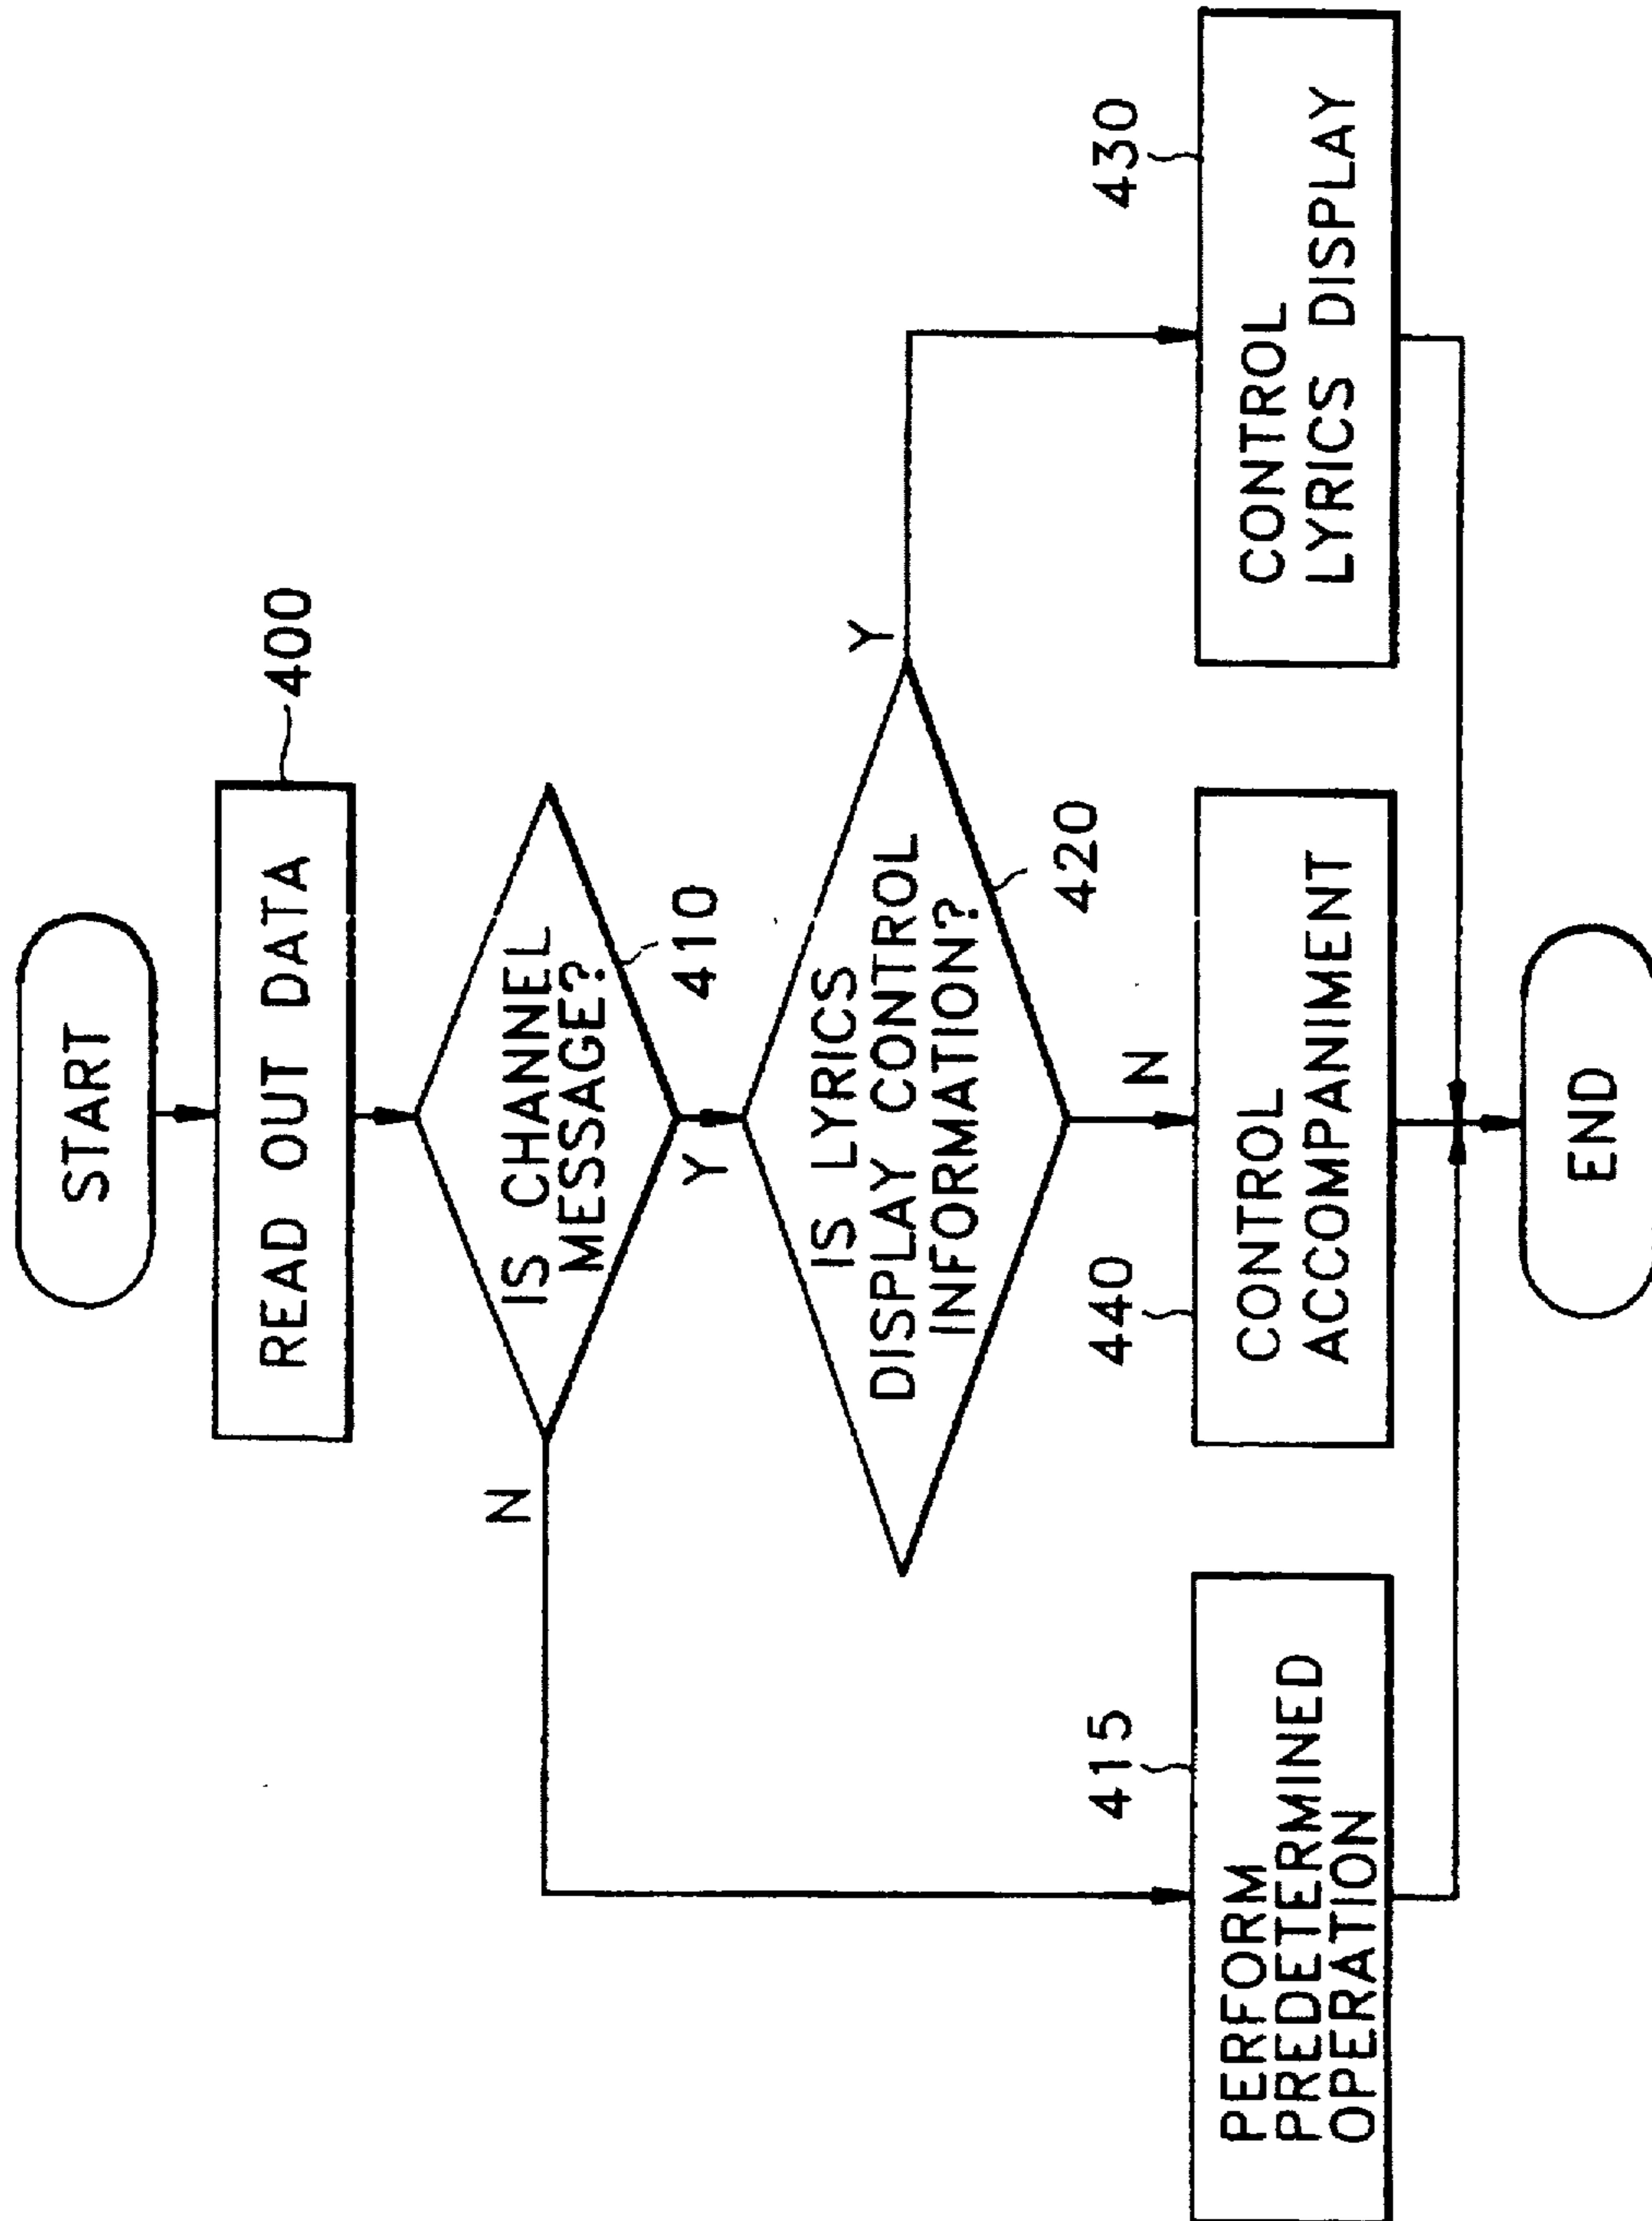 START
READ OUT DATA
400
IS CHANNEL
MESSAGE?
410
N
Y
IS LYRICS
DISPLAY CONTROL
INFORMATION?
420
Y
N
415
PERFORM
PREDETERMINED
OPERATION
440
CONTROL
ACCOMPANIMENT
430
CONTROL
LYRICS DISPLAY
END